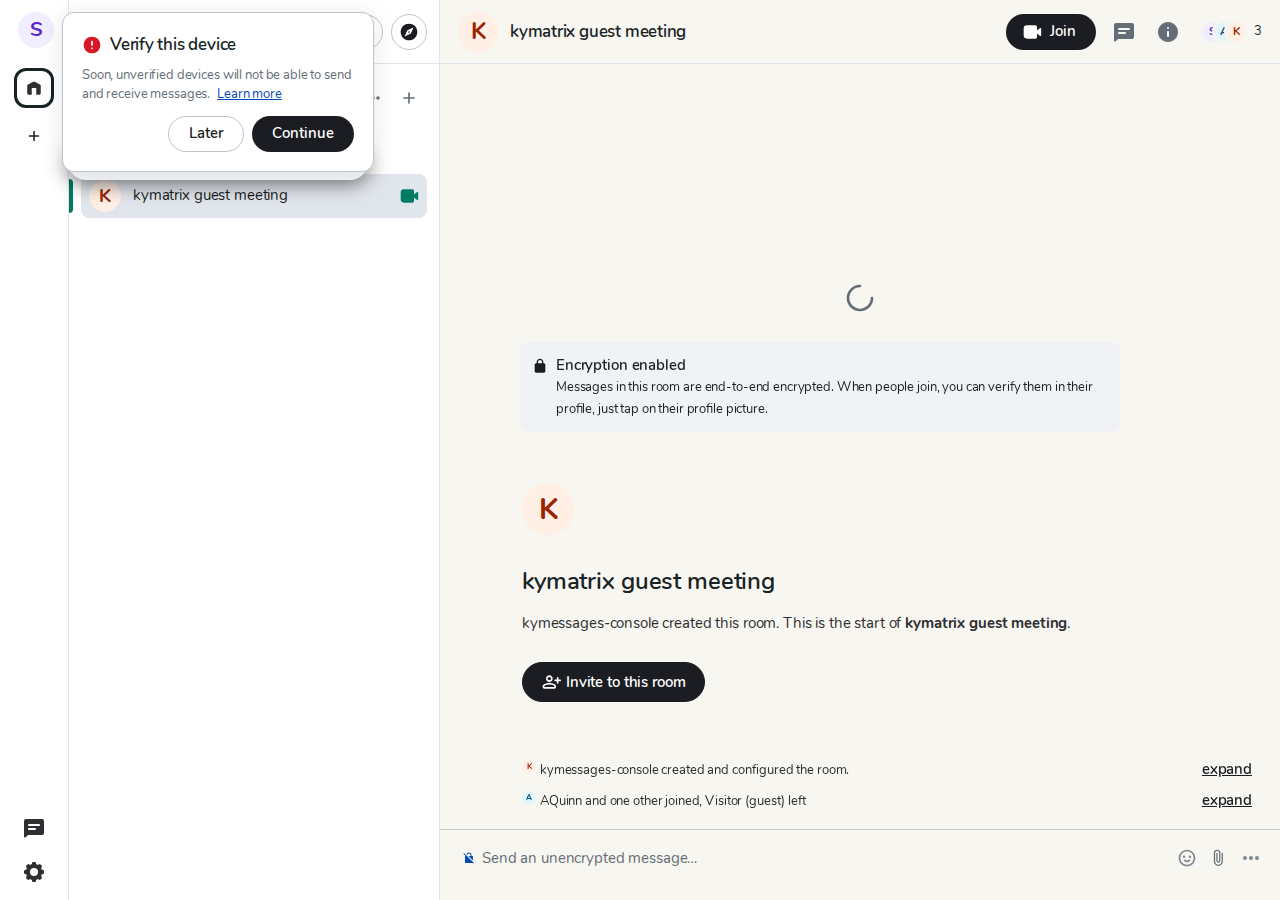 S
Verify this device
Soon, unverified devices will not be able to send
and receive messages. Learn more
Later
Continue
K
kymatrix guest meeting
K
kymatrix guest meeting
Join
S
A
K
3
Encryption enabled
Messages in this room are end-to-end encrypted. When people join, you can verify them in their
profile, just tap on their profile picture.
K
kymatrix guest meeting
kymessages-console created this room. This is the start of kymatrix guest meeting.
Invite to this room
K kymessages-console created and configured the room. expand
A AQuinn and one other joined, Visitor (guest) left expand
Send an unencrypted message…